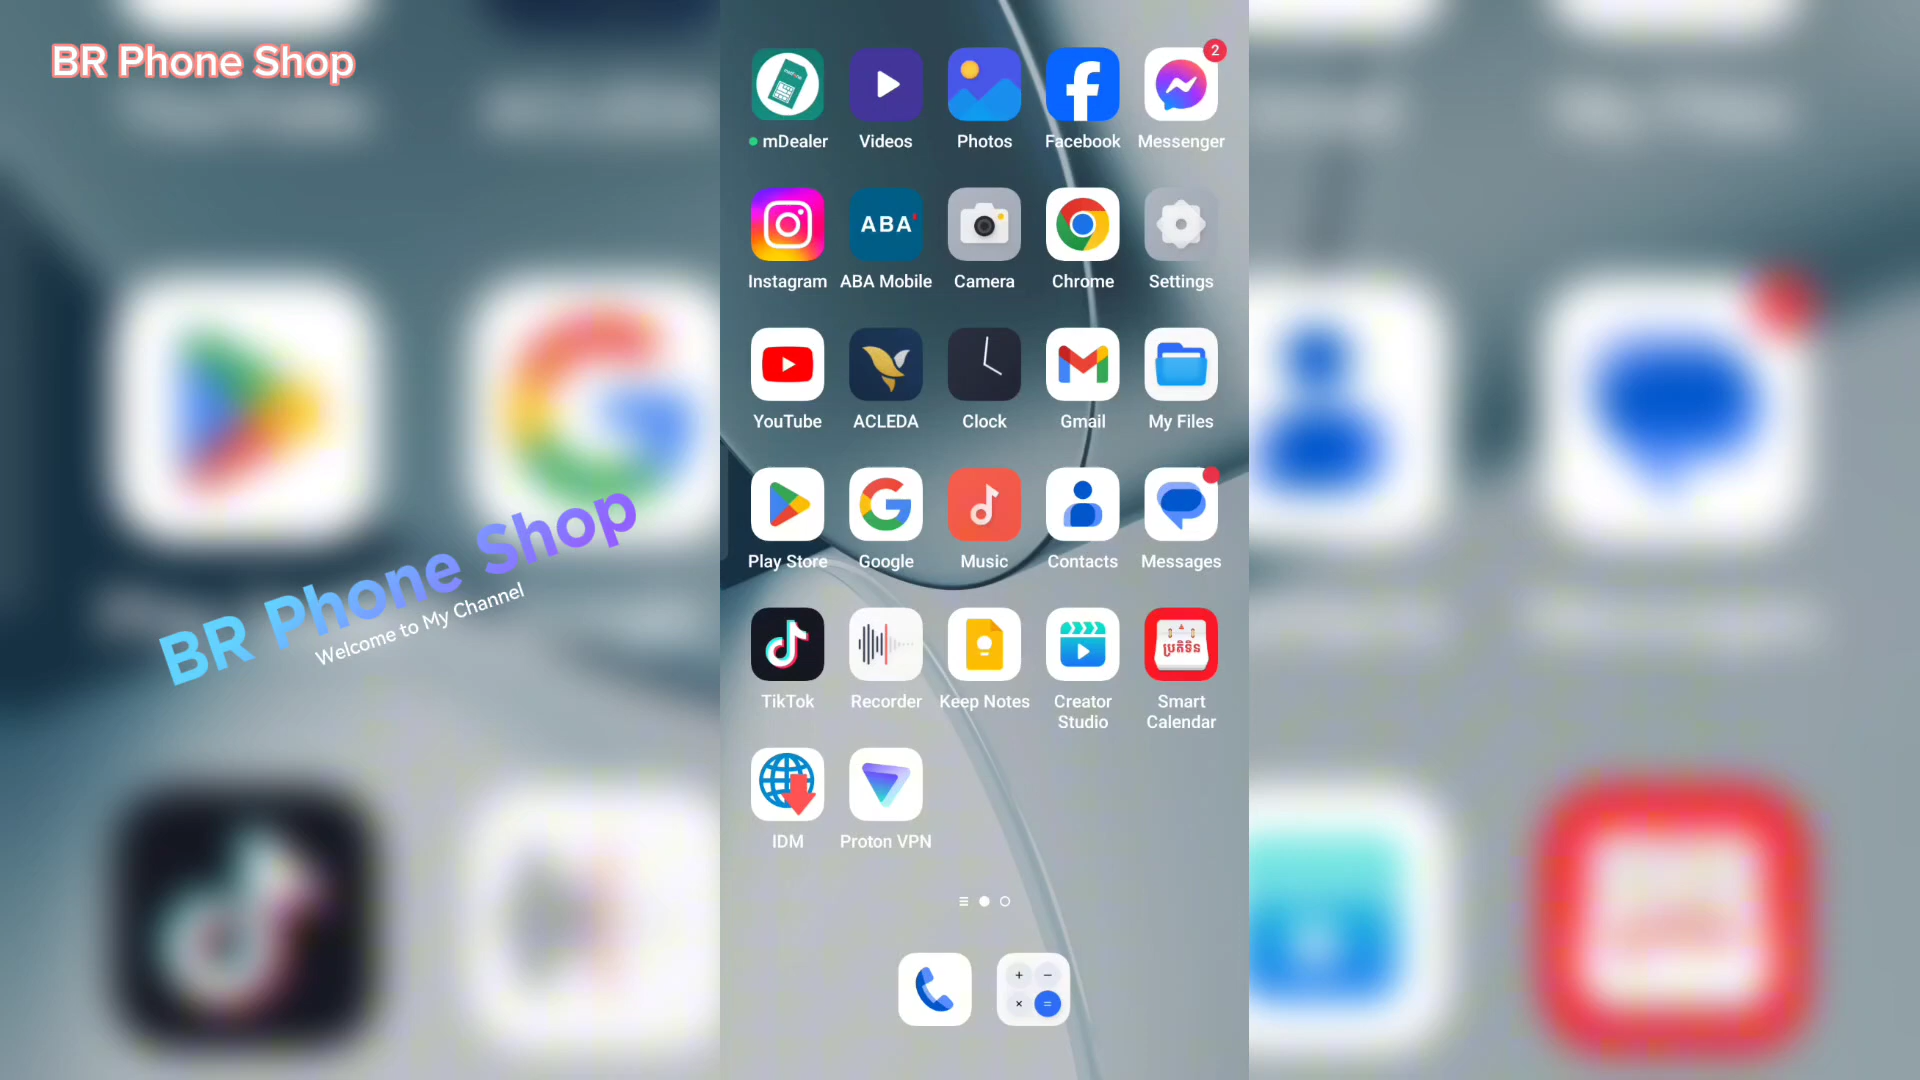 BR Phone Shop
BR Phone Shop
Welcome to My Channel
2
mDealer
Videos
Photos
Facebook
Messenger
ABA'
Instagram
ABA Mobile
Camera
Chrome
Settings
YouTube
ACLEDA
Clock
Gmail
My Files
Play Store
Google
Music
Contacts
Messages
ប្រតិទិន
TikTok
Recorder
Keep Notes
Creator
Studio
Smart
Calendar
IDM
Proton VPN
+ −
× =